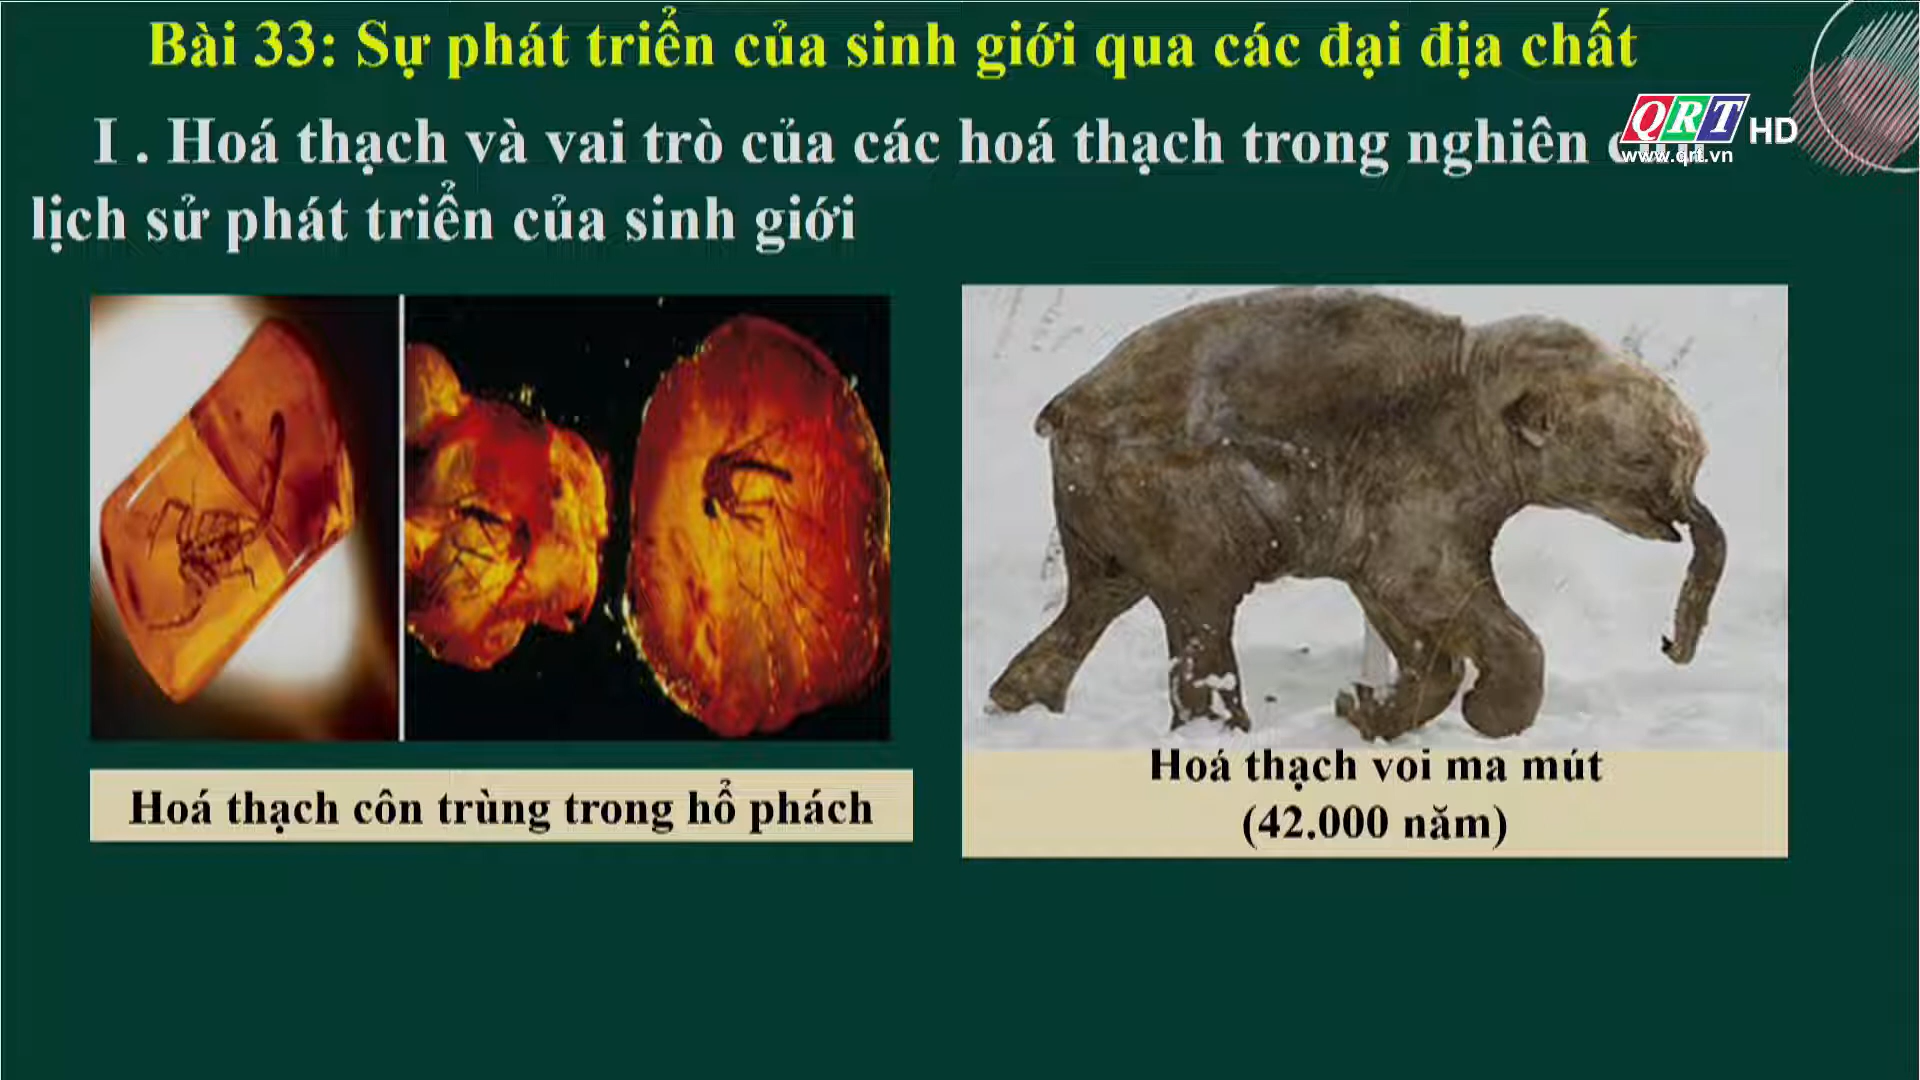 Bài 33: Sự phát triển của sinh giới qua các đại địa chất
I . Hoá thạch và vai trò của các hoá thạch trong nghiên
QRT HD
www.qrt.vn
lịch sử phát triển của sinh giới
Hoá thạch côn trùng trong hổ phách
Hoá thạch voi ma mút
(42.000 năm)